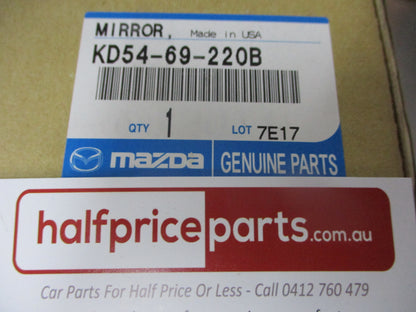 MIRROR, Made in USA
KD54-69-220B
QTY 1 LOT 7E17
mazda GENUINE PARTS
halfpriceparts.com.au
Car Parts For Half Price Or Less - Call 0412 760 479